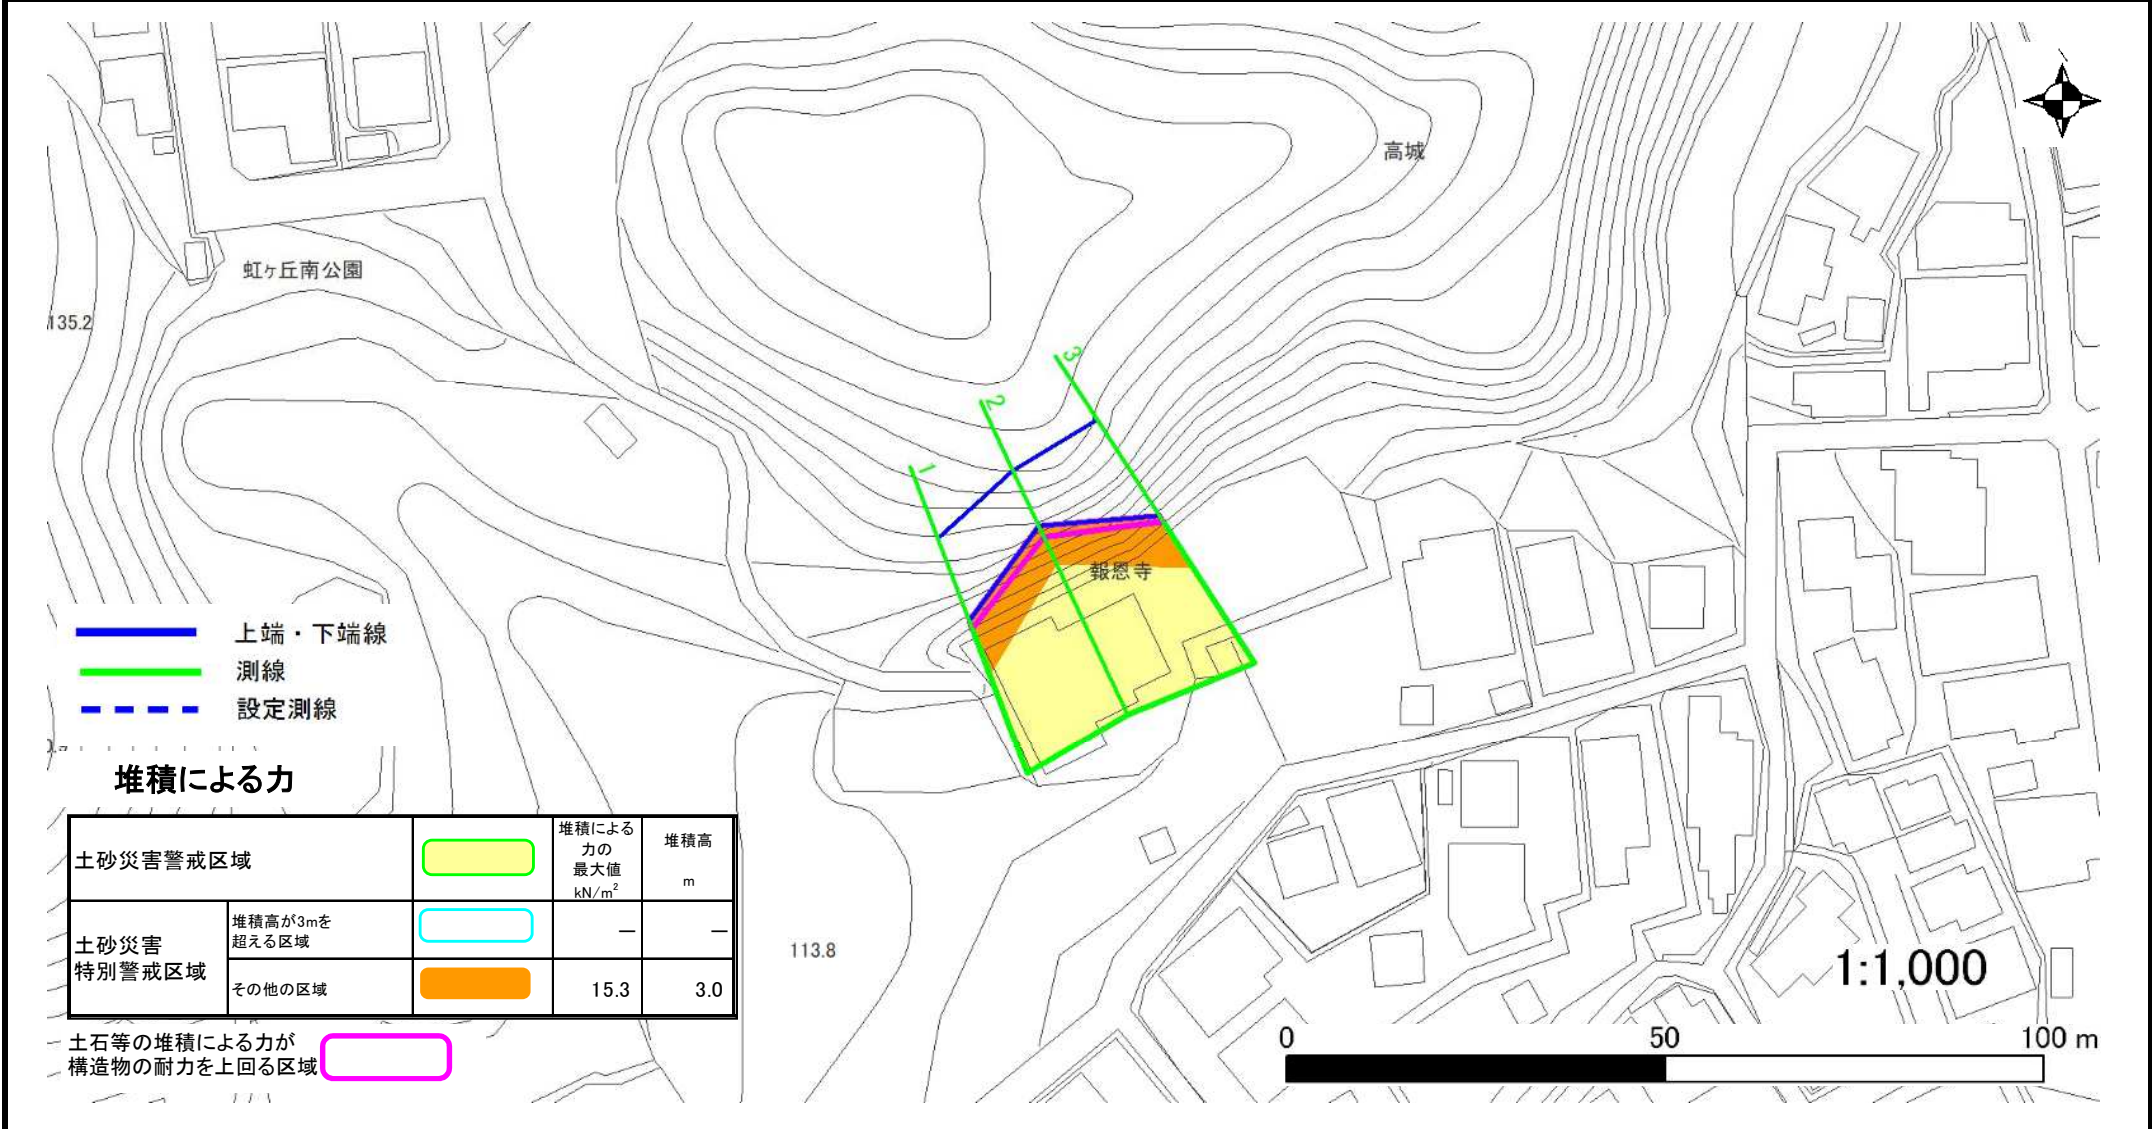 高城
虹ヶ丘南公園
135.2
3
2
1
報恩寺
上端・下端線
測線
設定測線
堆積による力
土砂災害警戒区域
堆積による
力の
最大値
kN/m²
堆積高
m
土砂災害
特別警戒区域
堆積高が3mを
超える区域
－
－
その他の区域
15.3
3.0
113.8
土石等の堆積による力が
構造物の耐力を上回る区域
1:1,000
0
50
100 m